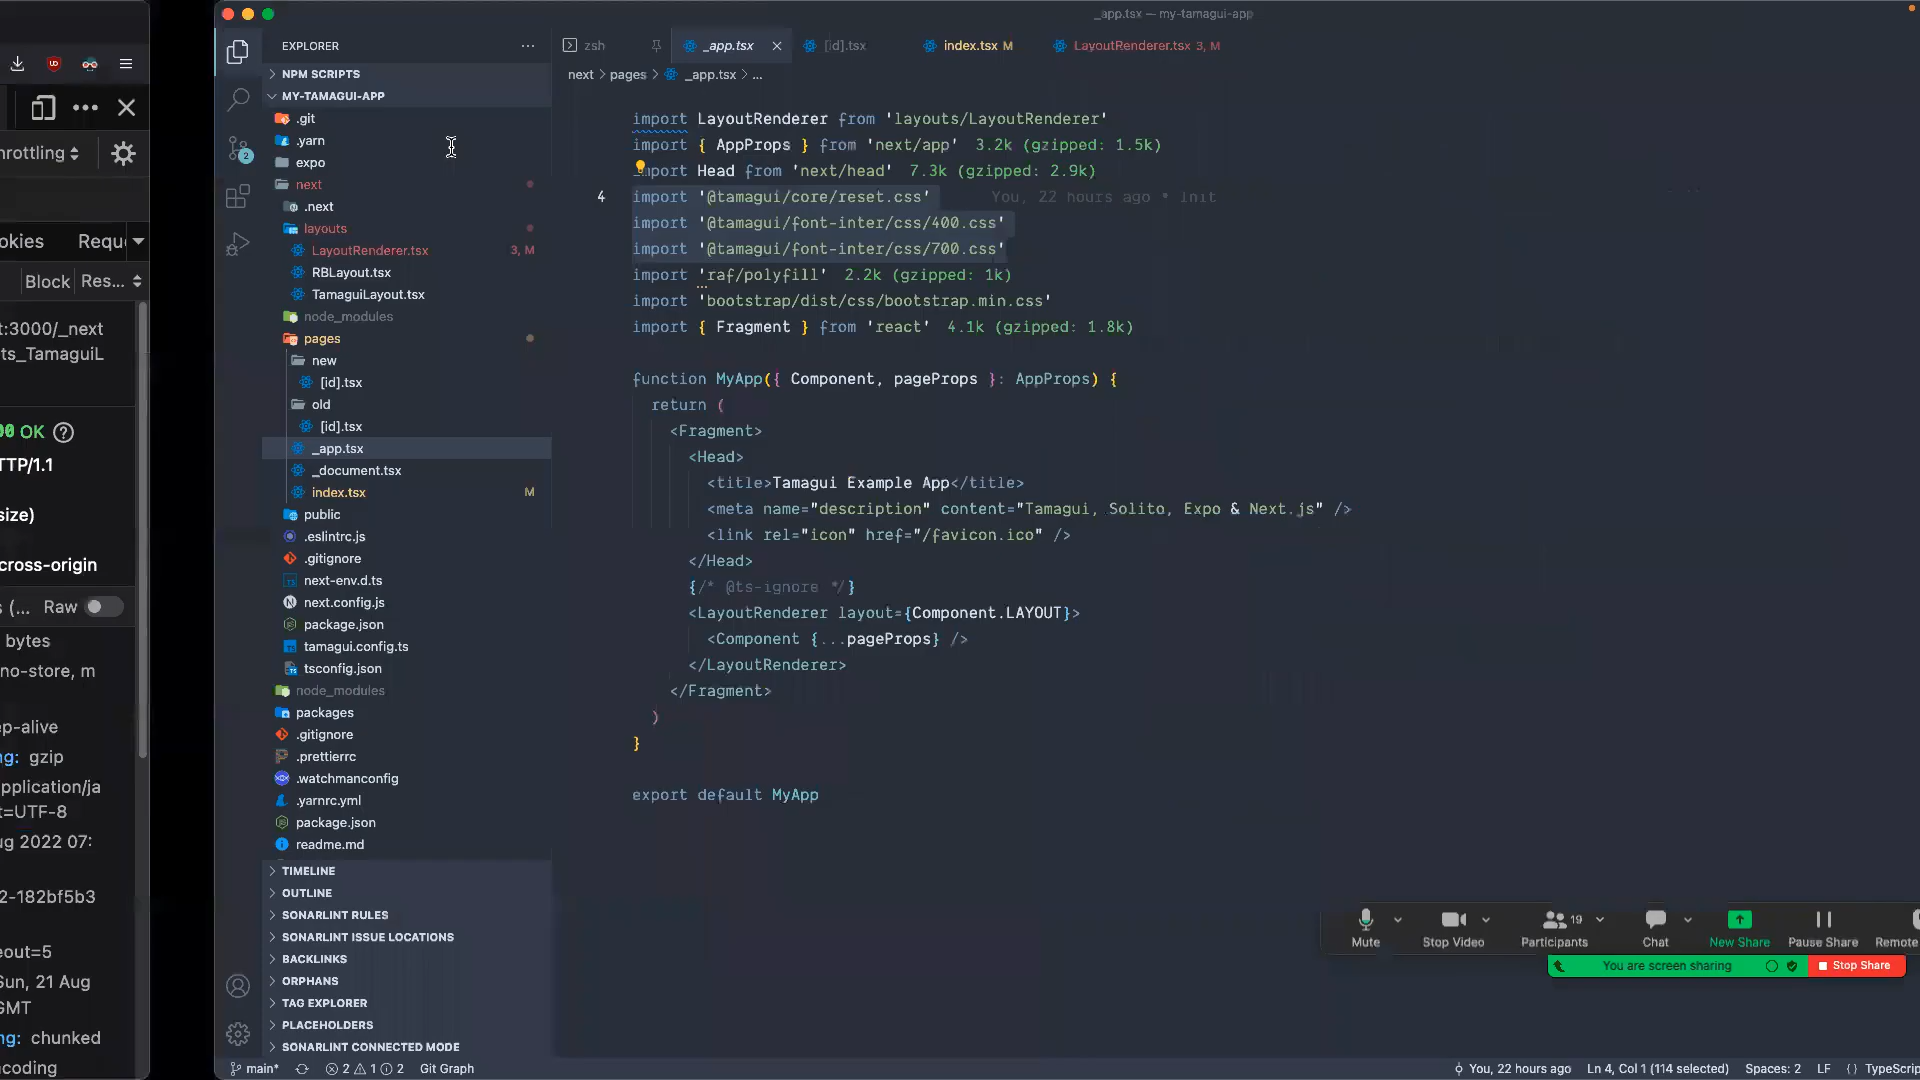 hrottling
ookies Requ
Block Res...
t:3000/_next
ts_TamaguiL
00 OK
TTP/1.1
size)
cross-origin
s (... Raw
bytes
no-store, m
ep-alive
ng: gzip
application/ja
t=UTF-8
ug 2022 07:
2-182bf5b3
eout=5
Sun, 21 Aug
GMT
ng: chunked
ncoding
_app.tsx — my-tamagui-app
EXPLORER
NPM SCRIPTS
MY-TAMAGUI-APP
.git
.yarn
expo
next
.next
layouts
LayoutRenderer.tsx 3, M
RBLayout.tsx
TamaguiLayout.tsx
node_modules
pages
new
[id].tsx
old
[id].tsx
_app.tsx
_document.tsx
index.tsx M
public
.eslintrc.js
.gitignore
next-env.d.ts
next.config.js
package.json
tamagui.config.ts
tsconfig.json
node_modules
packages
.gitignore
.prettierrc
.watchmanconfig
.yarnrc.yml
package.json
readme.md
TIMELINE
OUTLINE
SONARLINT RULES
SONARLINT ISSUE LOCATIONS
BACKLINKS
ORPHANS
TAG EXPLORER
PLACEHOLDERS
SONARLINT CONNECTED MODE
2
zsh _app.tsx [id].tsx index.tsx M LayoutRenderer.tsx 3, M
next > pages > _app.tsx > ...
import LayoutRenderer from 'layouts/LayoutRenderer'
import { AppProps } from 'next/app' 3.2k (gzipped: 1.5k)
import Head from 'next/head' 7.3k (gzipped: 2.9k)
4 import '@tamagui/core/reset.css' You, 22 hours ago • Init
import '@tamagui/font-inter/css/400.css'
import '@tamagui/font-inter/css/700.css'
import 'raf/polyfill' 2.2k (gzipped: 1k)
import 'bootstrap/dist/css/bootstrap.min.css'
import { Fragment } from 'react' 4.1k (gzipped: 1.8k)
function MyApp({ Component, pageProps }: AppProps) {
return (
<Fragment>
<Head>
<title>Tamagui Example App</title>
<meta name="description" content="Tamagui, Solito, Expo & Next.js" />
<link rel="icon" href="/favicon.ico" />
</Head>
{/* @ts-ignore */}
<LayoutRenderer layout={Component.LAYOUT}>
<Component {...pageProps} />
</LayoutRenderer>
</Fragment>
)
}
export default MyApp
19
Mute Stop Video Participants Chat New Share Pause Share Remote
You are screen sharing Stop Share
main* 2 1 2 Git Graph You, 22 hours ago Ln 4, Col 1 (114 selected) Spaces: 2 LF {} TypeScrip